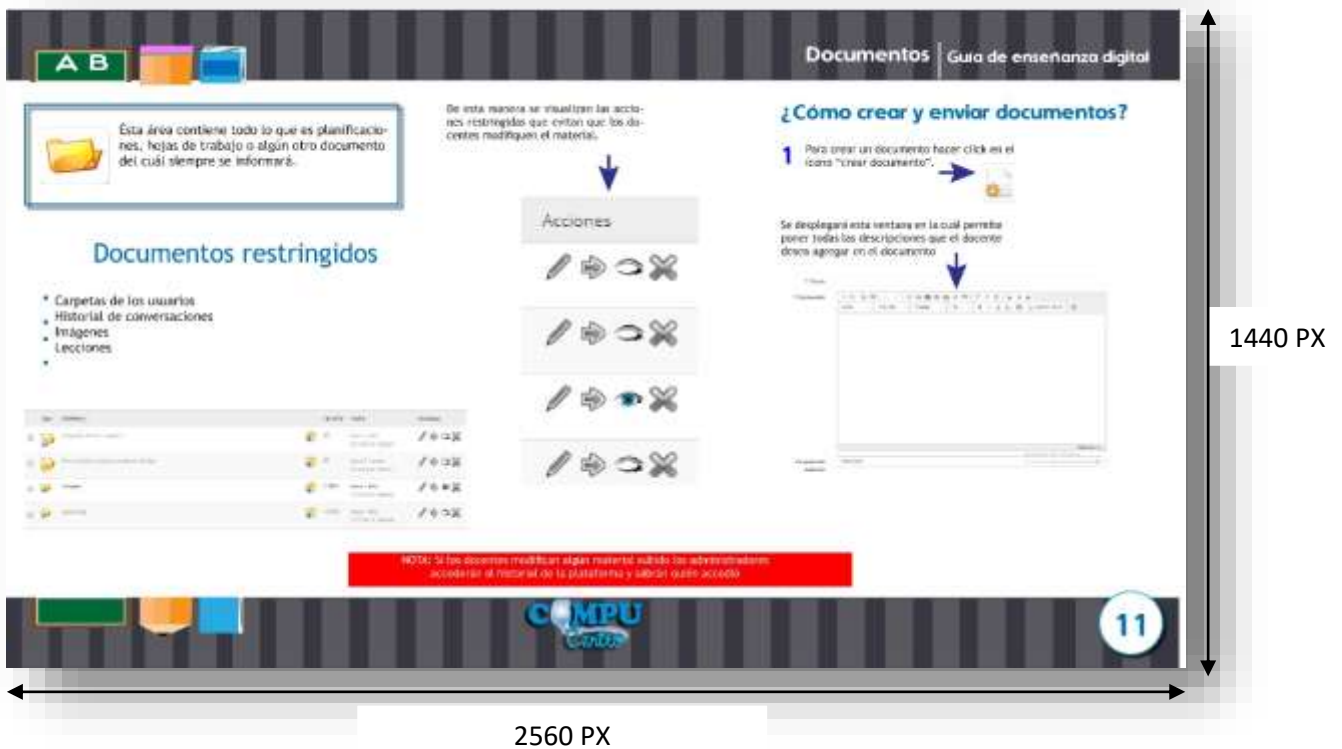 A B
Documentos | Guia de enseñanza digital
Ésta área contiene todo lo que es planificacio-
nes, hojas de trabajo o algún otro documento
del cuál siempre se informará.
Documentos restringidos
Carpetas de los usuarios
Historial de conversaciones
Imágenes
Lecciones
De esta manera se visualizan las accio-
nes restringidas que evitan que los do-
centes modifiquen el material.
Acciones
¿Cómo crear y enviar documentos?
1 Para crear un documento hacer click en el
icono "crear documento".
Se desplegará esta ventana en la cuál permite
poner todas las descripciones que el docente
desea agregar en el documento
NOTA: Si los docentes modifican algún material subido los administradores
accederán al historial de la plataforma y sabrán quién accedió
COMPU
Center
11
1440 PX
2560 PX